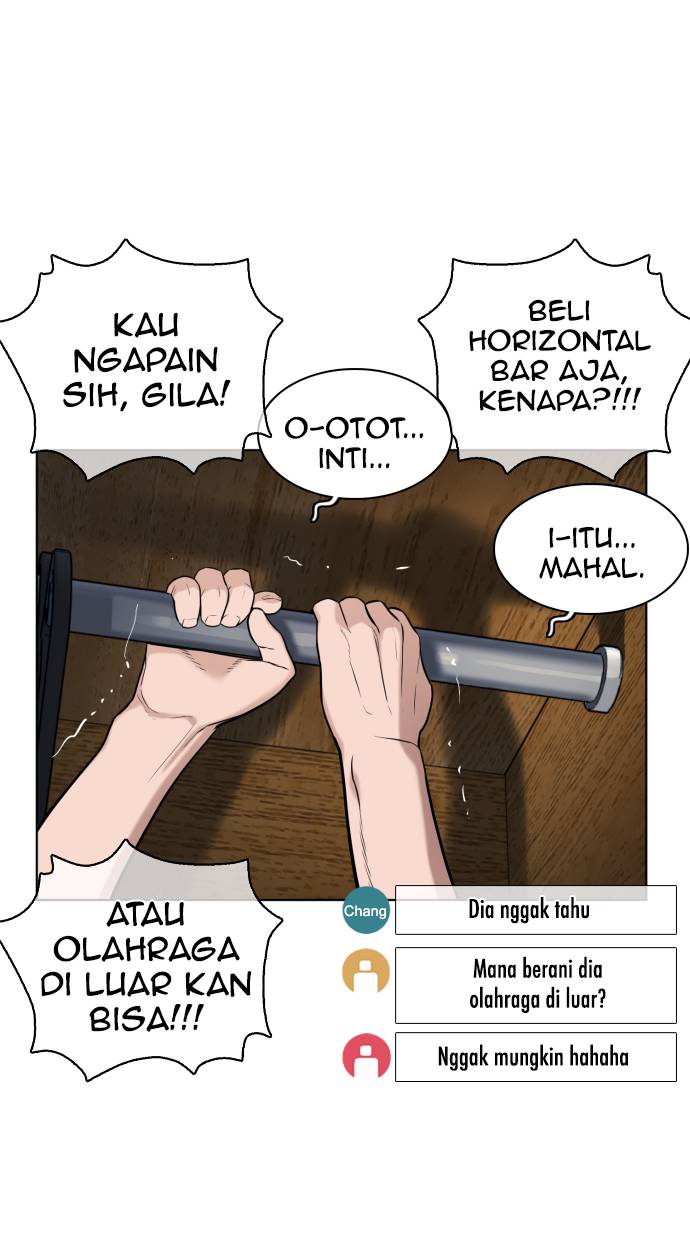 KAU
NGAPAIN
SIH, GILA!
O-OTOT...
INTI...
BELI
HORIZONTAL
BAR AJA,
KENAPA?!!!
I-ITU...
MAHAL.
ATAU
OLAHRAGA
DI LUAR KAN
BISA!!!
Chang
Dia nggak tahu
Mana berani dia
olahraga di luar?
Nggak mungkin hahaha